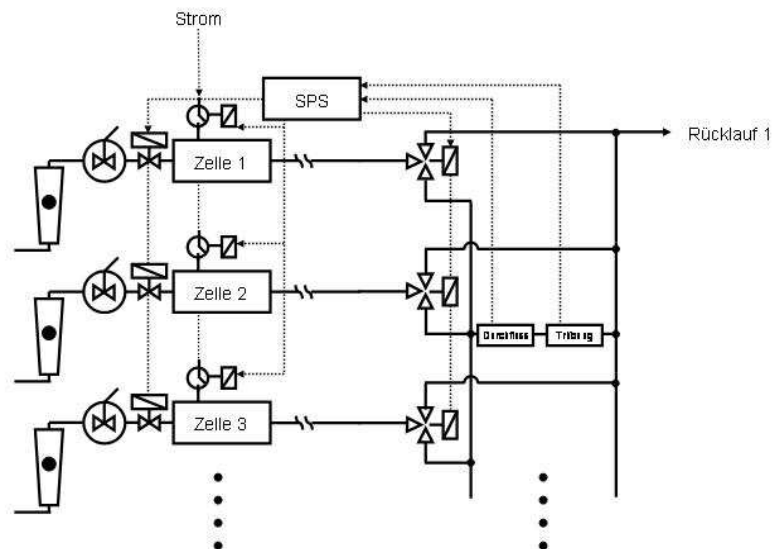 Strom
SPS
Rücklauf 1
Zelle 1
Zelle 2
Durchfluss
Trübung
Zelle 3